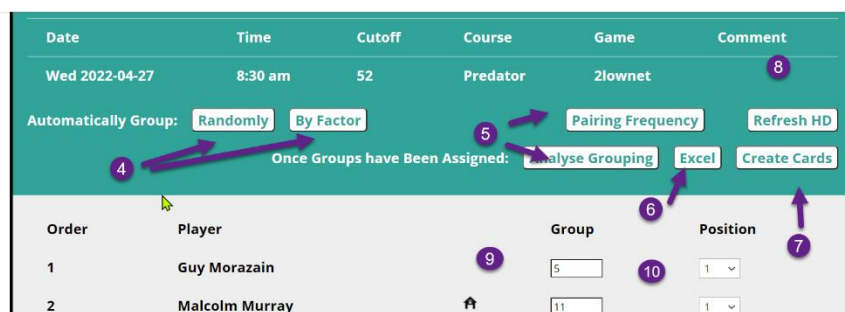 Date Time Cutoff Course Game Comment
Wed 2022-04-27 8:30 am 52 Predator 2lownet 8
Automatically Group: Randomly By Factor 5 Pairing Frequency Refresh HD
4 Once Groups have Been Assigned: Analyse Grouping Excel Create Cards
6 7
Order Player Group Position
1 Guy Morazain 9 5 10 1
2 Malcolm Murray 11 1